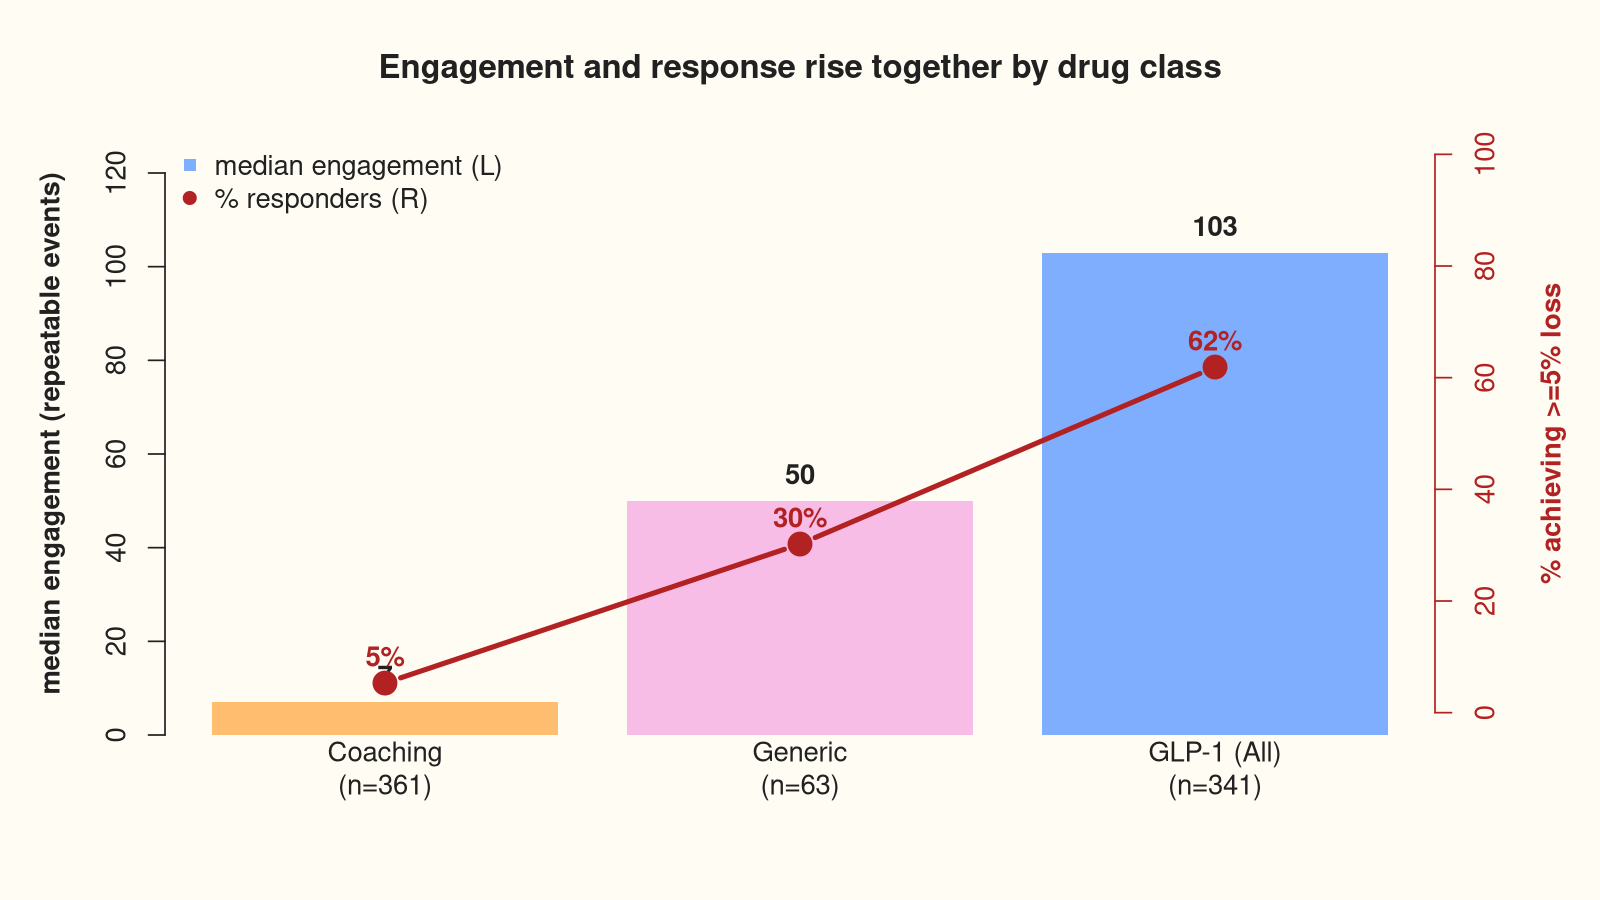 Engagement and response rise together by drug class
median engagement (L)
% responders (R)
median engagement (repeatable events)
120
100
80
60
40
20
0
103
62%
50
30%
5%
100
80
60
40
20
0
% achieving >=5% loss
Coaching
(n=361)
Generic
(n=63)
GLP-1 (All)
(n=341)